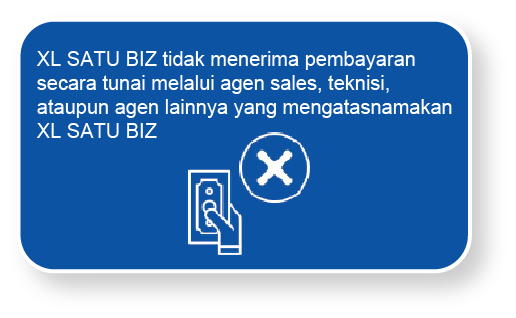 XL SATU BIZ tidak menerima pembayaran
secara tunai melalui agen sales, teknisi,
ataupun agen lainnya yang mengatasnamakan
XL SATU BIZ